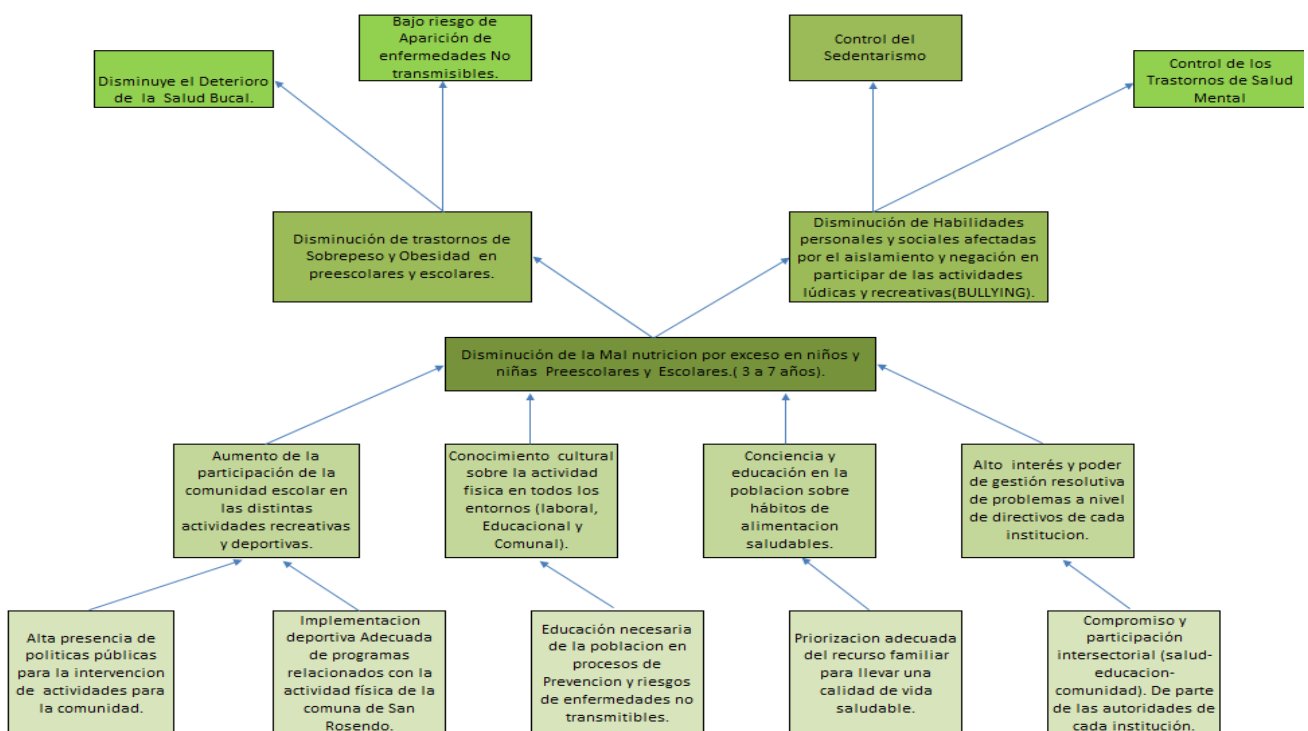 Bajo riesgo de
Aparición de
enfermedades No
transmisibles.
Control del
Sedentarismo
Disminuye el Deterioro
de la Salud Bucal.
Control de los
Trastornos de Salud
Mental
Disminución de trastornos de
Sobrepeso y Obesidad en
preescolares y escolares.
Disminución de Habilidades
personales y sociales afectadas
por el aislamiento y negación en
participar de las actividades
lúdicas y recreativas(BULLYING).
Disminución de la Mal nutricion por exceso en niños y
niñas Preescolares y Escolares.( 3 a 7 años).
Aumento de la
participación de la
comunidad escolar en
las distintas
actividades recreativas
y deportivas.
Conocimiento cultural
sobre la actividad
fisica en todos los
entornos (laboral,
Educacional y
Comunal).
Conciencia y
educación en la
poblacion sobre
hábitos de
alimentacion
saludables.
Alto interés y poder
de gestión resolutiva
de problemas a nivel
de directivos de cada
institucion.
Alta presencia de
politicas públicas
para la intervencion
de actividades para
la comunidad.
Implementacion
deportiva Adecuada
de programas
relacionados con la
actividad física de la
comuna de San
Rosendo.
Educación necesaria
de la poblacion en
procesos de
Prevencion y riesgos
de enfermedades no
transmitibles.
Priorizacion adecuada
del recurso familiar
para llevar una
calidad de vida
saludable.
Compromiso y
participación
intersectorial (salud-
educacion-
comunidad). De parte
de las autoridades de
cada institución.